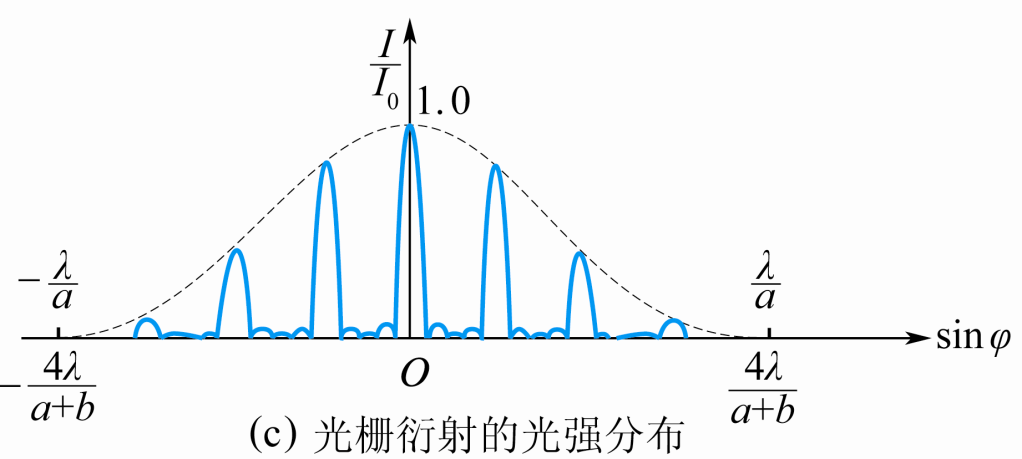 I/I₀
1.0
-λ/a
λ/a
sin φ
-4λ/(a+b)
O
4λ/(a+b)
(c) 光栅衍射的光强分布